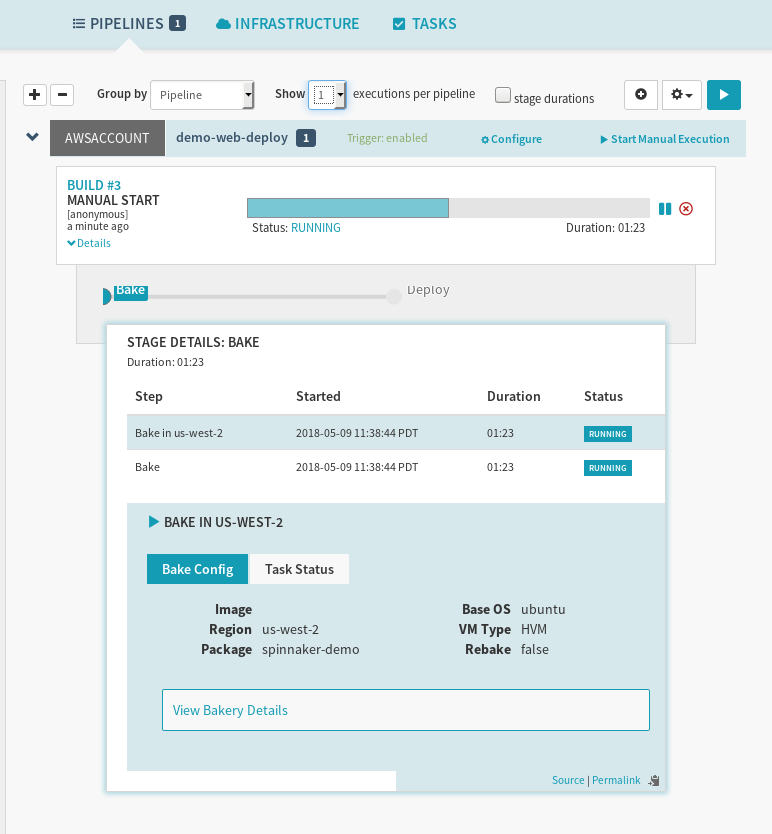 PIPELINES 1 INFRASTRUCTURE TASKS
Group by Pipeline Show 1 executions per pipeline stage durations
AWSACCOUNT demo-web-deploy 1 Trigger: enabled Configure Start Manual Execution
BUILD #3
MANUAL START
[anonymous]
a minute ago
Details
Status: RUNNING Duration: 01:23
Bake Deploy
STAGE DETAILS: BAKE
Duration: 01:23
Step Started Duration Status
Bake in us-west-2 2018-05-09 11:38:44 PDT 01:23 RUNNING
Bake 2018-05-09 11:38:44 PDT 01:23 RUNNING
BAKE IN US-WEST-2
Bake Config Task Status
Image Base OS ubuntu
Region us-west-2 VM Type HVM
Package spinnaker-demo Rebake false
View Bakery Details
Source | Permalink